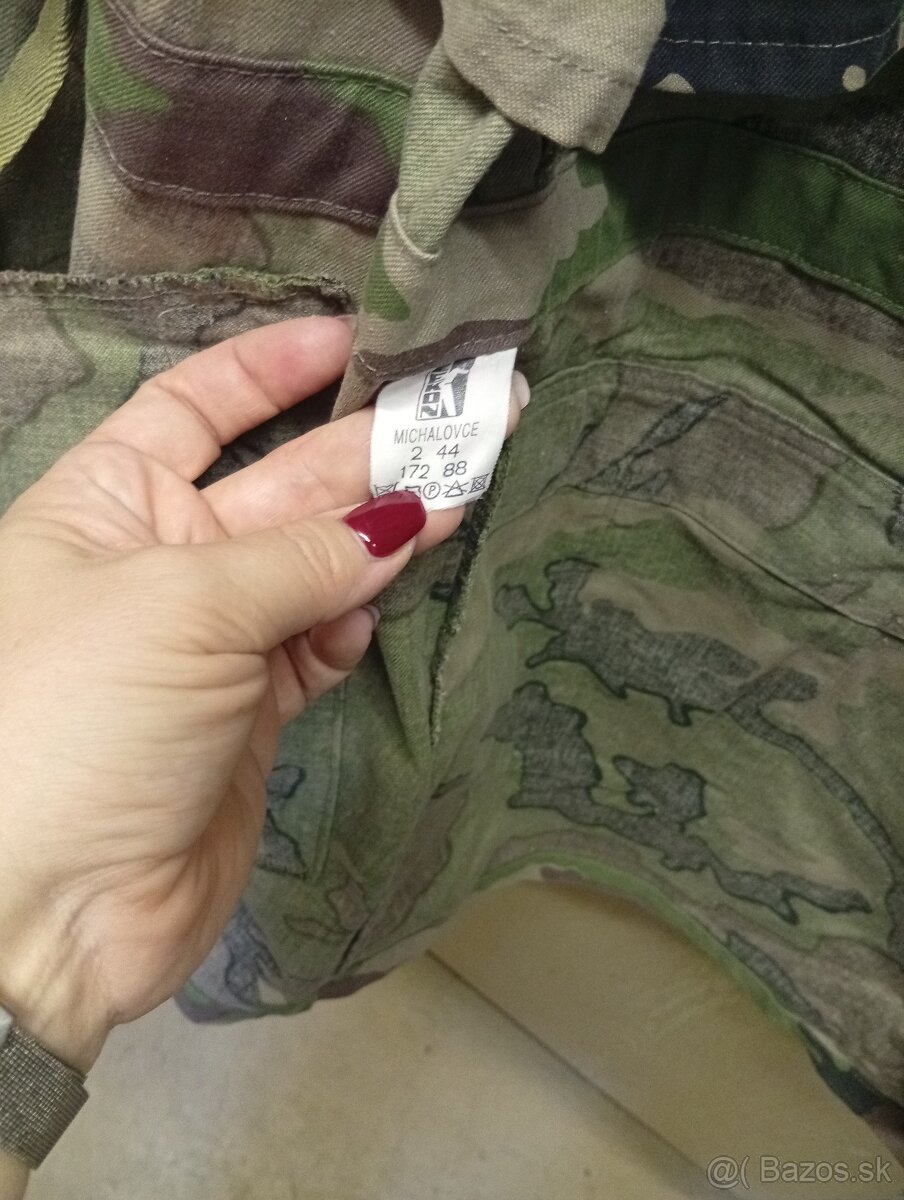 MICHALOVCE
2 44
172 88
P
@( Bazos.sk